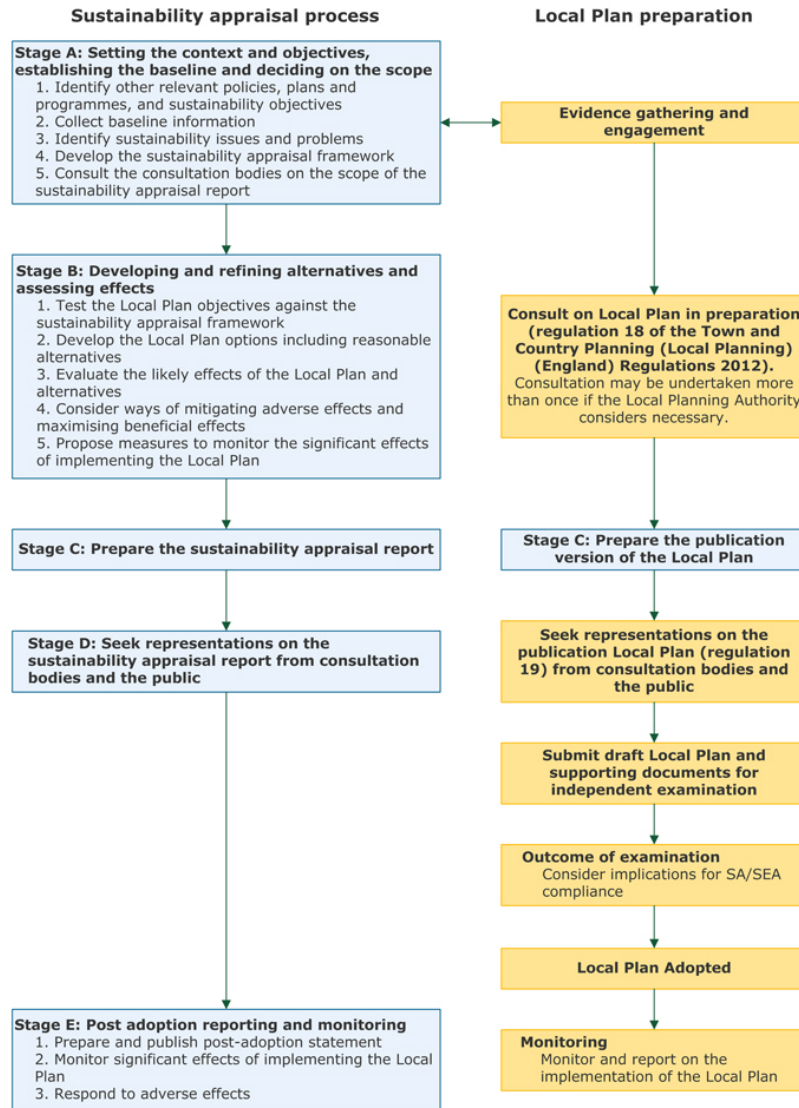 Sustainability appraisal process
Local Plan preparation
Stage A: Setting the context and objectives,
establishing the baseline and deciding on the scope
1. Identify other relevant policies, plans and
programmes, and sustainability objectives
2. Collect baseline information
3. Identify sustainability issues and problems
4. Develop the sustainability appraisal framework
5. Consult the consultation bodies on the scope of the
sustainability appraisal report
Evidence gathering and
engagement
Stage B: Developing and refining alternatives and
assessing effects
1. Test the Local Plan objectives against the
sustainability appraisal framework
2. Develop the Local Plan options including reasonable
alternatives
3. Evaluate the likely effects of the Local Plan and
alternatives
4. Consider ways of mitigating adverse effects and
maximising beneficial effects
5. Propose measures to monitor the significant effects
of implementing the Local Plan
Consult on Local Plan in preparation
(regulation 18 of the Town and
Country Planning (Local Planning)
(England) Regulations 2012).
Consultation may be undertaken more
than once if the Local Planning Authority
considers necessary.
Stage C: Prepare the sustainability appraisal report
Stage C: Prepare the publication
version of the Local Plan
Stage D: Seek representations on the
sustainability appraisal report from consultation
bodies and the public
Seek representations on the
publication Local Plan (regulation
19) from consultation bodies and
the public
Submit draft Local Plan and
supporting documents for
independent examination
Outcome of examination
Consider implications for SA/SEA
compliance
Local Plan Adopted
Stage E: Post adoption reporting and monitoring
1. Prepare and publish post-adoption statement
2. Monitor significant effects of implementing the Local
Plan
3. Respond to adverse effects
Monitoring
Monitor and report on the
implementation of the Local Plan